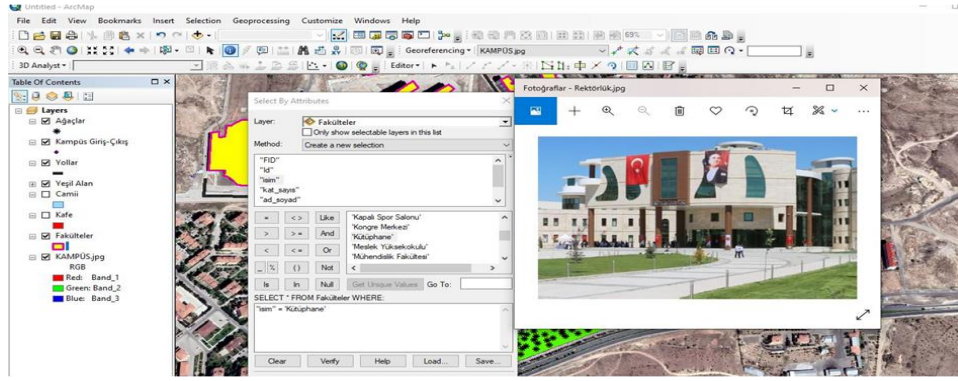 Untitled - ArcMap
File Edit View Bookmarks Insert Selection Geoprocessing Customize Windows Help
69%
Georeferencing KAMPÜS.jpg
3D Analyst Editor
Table Of Contents
Layers
Ağaçlar
Kampüs Giriş-Çıkış
Yollar
Yeşil Alan
Camii
Kafe
Fakülteler
KAMPÜS.jpg
RGB
Red: Band_1
Green: Band_2
Blue: Band_3
Select By Attributes
Layer: Fakülteler
Only show selectable layers in this list
Method: Create a new selection
"FID"
"Id"
"isim"
"kat_sayıs"
"ad_soyad"
= < > Like
> > = And
< < = Or
_ % ( ) Not
Is In Null
'Kapalı Spor Salonu'
'Kongre Merkezi'
'Kütüphane'
'Meslek Yüksekokulu'
'Mühendislik Fakültesi'
Get Unique Values Go To:
SELECT * FROM Fakülteler WHERE:
"isim" = 'Kütüphane'
Clear Verify Help Load... Save...
Fotoğraflar - Rektörlük.jpg